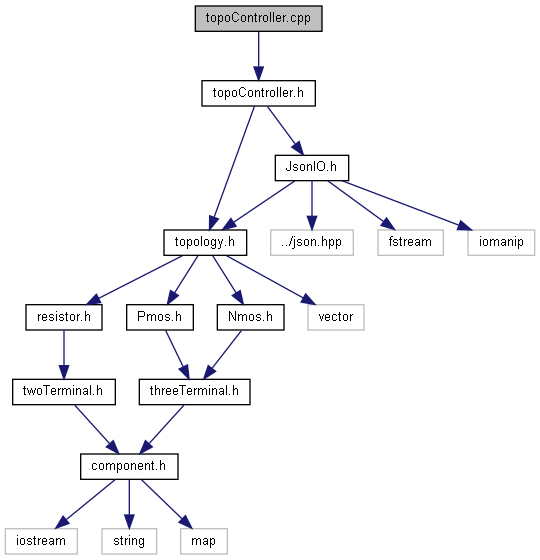 topoController.cpp
topoController.h
JsonIO.h
topology.h
../json.hpp
fstream
iomanip
resistor.h
Pmos.h
Nmos.h
vector
twoTerminal.h
threeTerminal.h
component.h
iostream
string
map